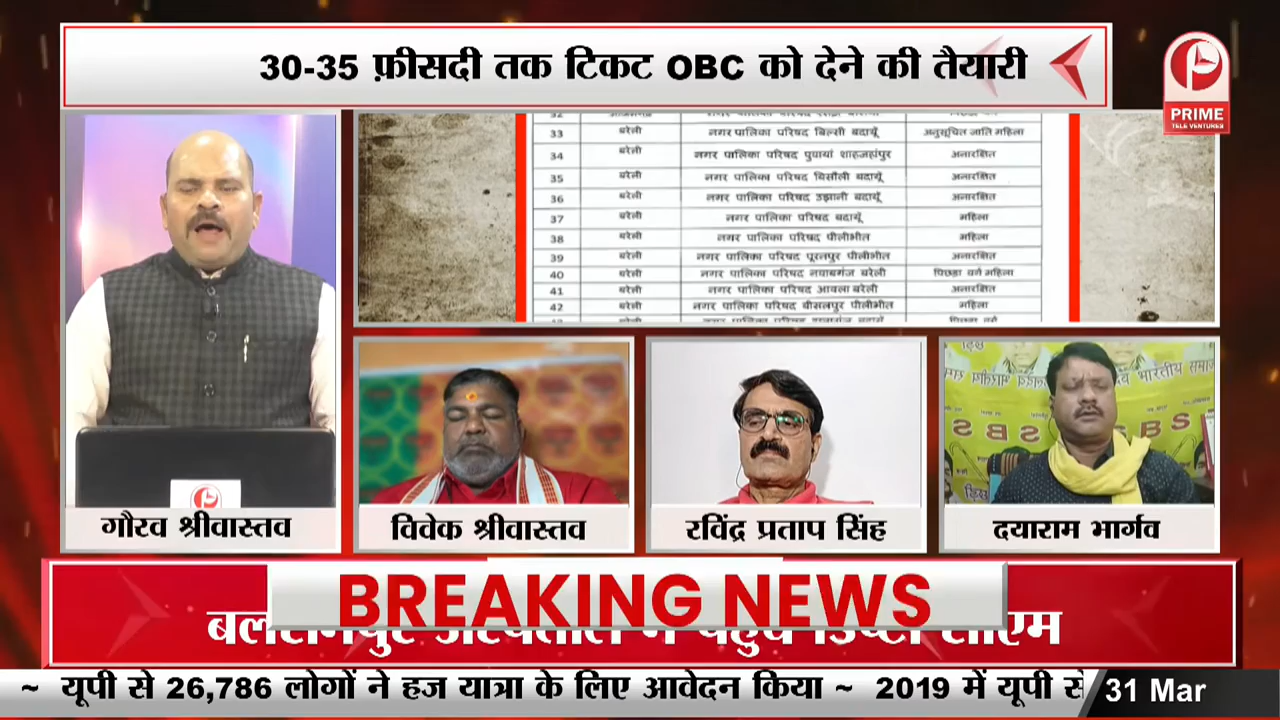 30-35 फ़ीसदी तक टिकट OBC को देने की तैयारी
PRIME
TELE VENTURES
33 बरेली नगर पालिका परिषद बिल्सी बदायूँ अनुसूचित जाति महिला
34 बरेली नगर पालिका परिषद पुवायां शाहजहांपुर अनारक्षित
35 बरेली नगर पालिका परिषद बिसौली बदायूँ अनारक्षित
36 बरेली नगर पालिका परिषद उझानी बदायूँ अनारक्षित
37 बरेली नगर पालिका परिषद बदायूँ महिला
38 बरेली नगर पालिका परिषद पीलीभीत महिला
39 बरेली नगर पालिका परिषद पूरनपुर पीलीभीत अनारक्षित
40 बरेली नगर पालिका परिषद नवाबगंज बरेली पिछड़ा वर्ग महिला
41 बरेली नगर पालिका परिषद आवला बरेली अनारक्षित
42 बरेली नगर पालिका परिषद बीसलपुर पीलीभीत महिला
भारतीय समाज
SBS
गौरव श्रीवास्तव
विवेक श्रीवास्तव
रविंद्र प्रताप सिंह
दयाराम भार्गव
BREAKING NEWS
~ यूपी से 26,786 लोगों ने हज यात्रा के लिए आवेदन किया ~ 2019 में यूपी से
31 Mar